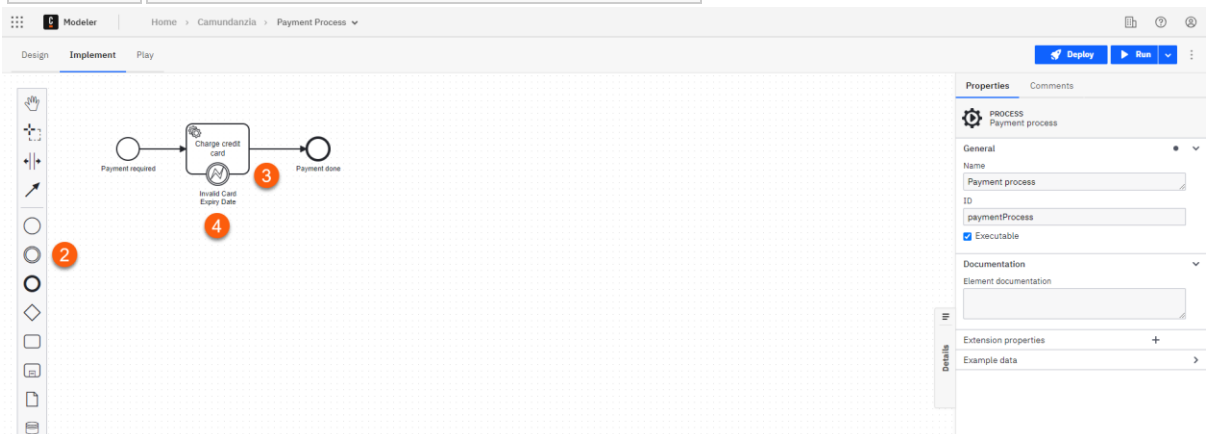 Modeler
Home › Camundanzia › Payment Process
Design Implement Play
Deploy Run
Properties Comments
PROCESS
Payment process
General
Name
Payment process
ID
paymentProcess
Executable
Documentation
Element documentation
Extension properties
Example data
Details
Charge credit
card
Payment required
Payment done
3
Invalid Card
Expiry Date
4
2